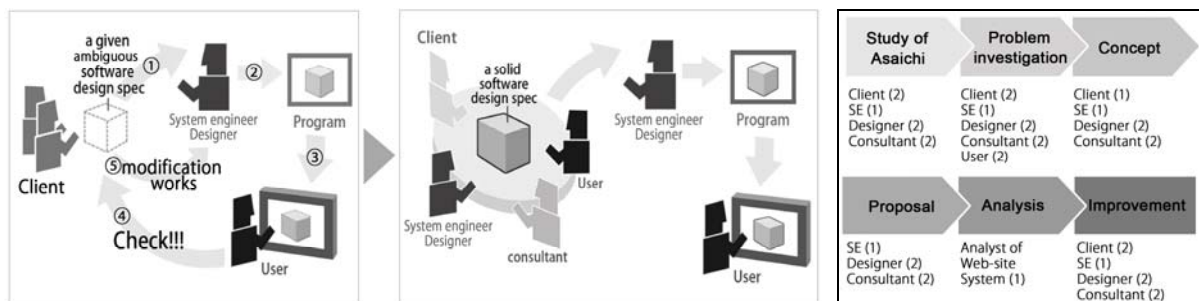 a given
ambiguous
software
design spec
①
②
System engineer
Designer
Program
③
Client
⑤modification
works
④
Check!!!
User
Client
a solid
software
design spec
System engineer
Designer
Program
User
System engineer
Designer
consultant
User
Study of
Asaichi
Problem
investigation
Concept
Client (2)
SE (1)
Designer (2)
Consultant (2)
Client (2)
SE (1)
Designer (2)
Consultant (2)
User (2)
Client (1)
SE (1)
Designer (2)
Consultant (2)
Proposal
Analysis
Improvement
SE (1)
Designer (2)
Consultant (2)
Analyst of
Web-site
System (1)
Client (2)
SE (1)
Designer (2)
Consultant (2)